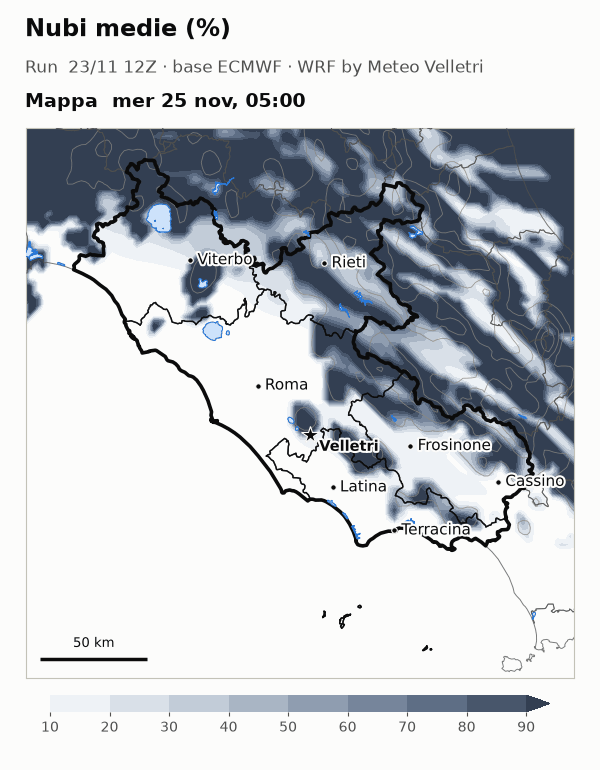 Nubi medie (%)
Run  23/11 12Z · base ECMWF · WRF by Meteo Velletri
Mappa  mer 25 nov, 05:00
Viterbo
Rieti
Roma
Velletri
Frosinone
Latina
Cassino
Terracina
50 km
10 20 30 40 50 60 70 80 90